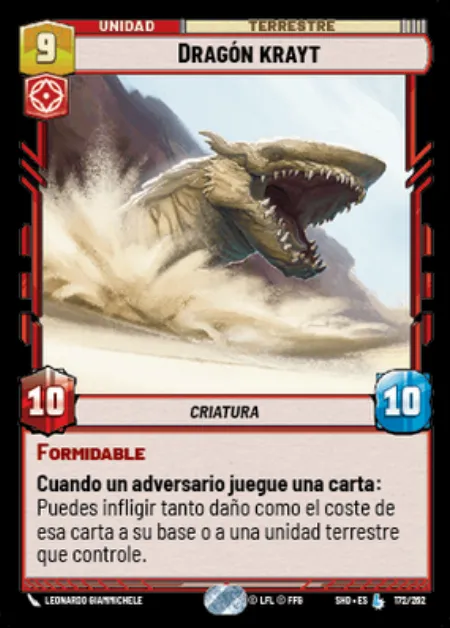 UNIDAD
TERRESTRE
9
DRAGÓN KRAYT
10
CRIATURA
10
FORMIDABLE
Cuando un adversario juegue una carta:
Puedes infligir tanto daño como el coste de
esa carta a su base o a una unidad terrestre
que controle.
LEONARDO GIAMMICHELE
© LFL © FFG
SHD • ES L 172/262